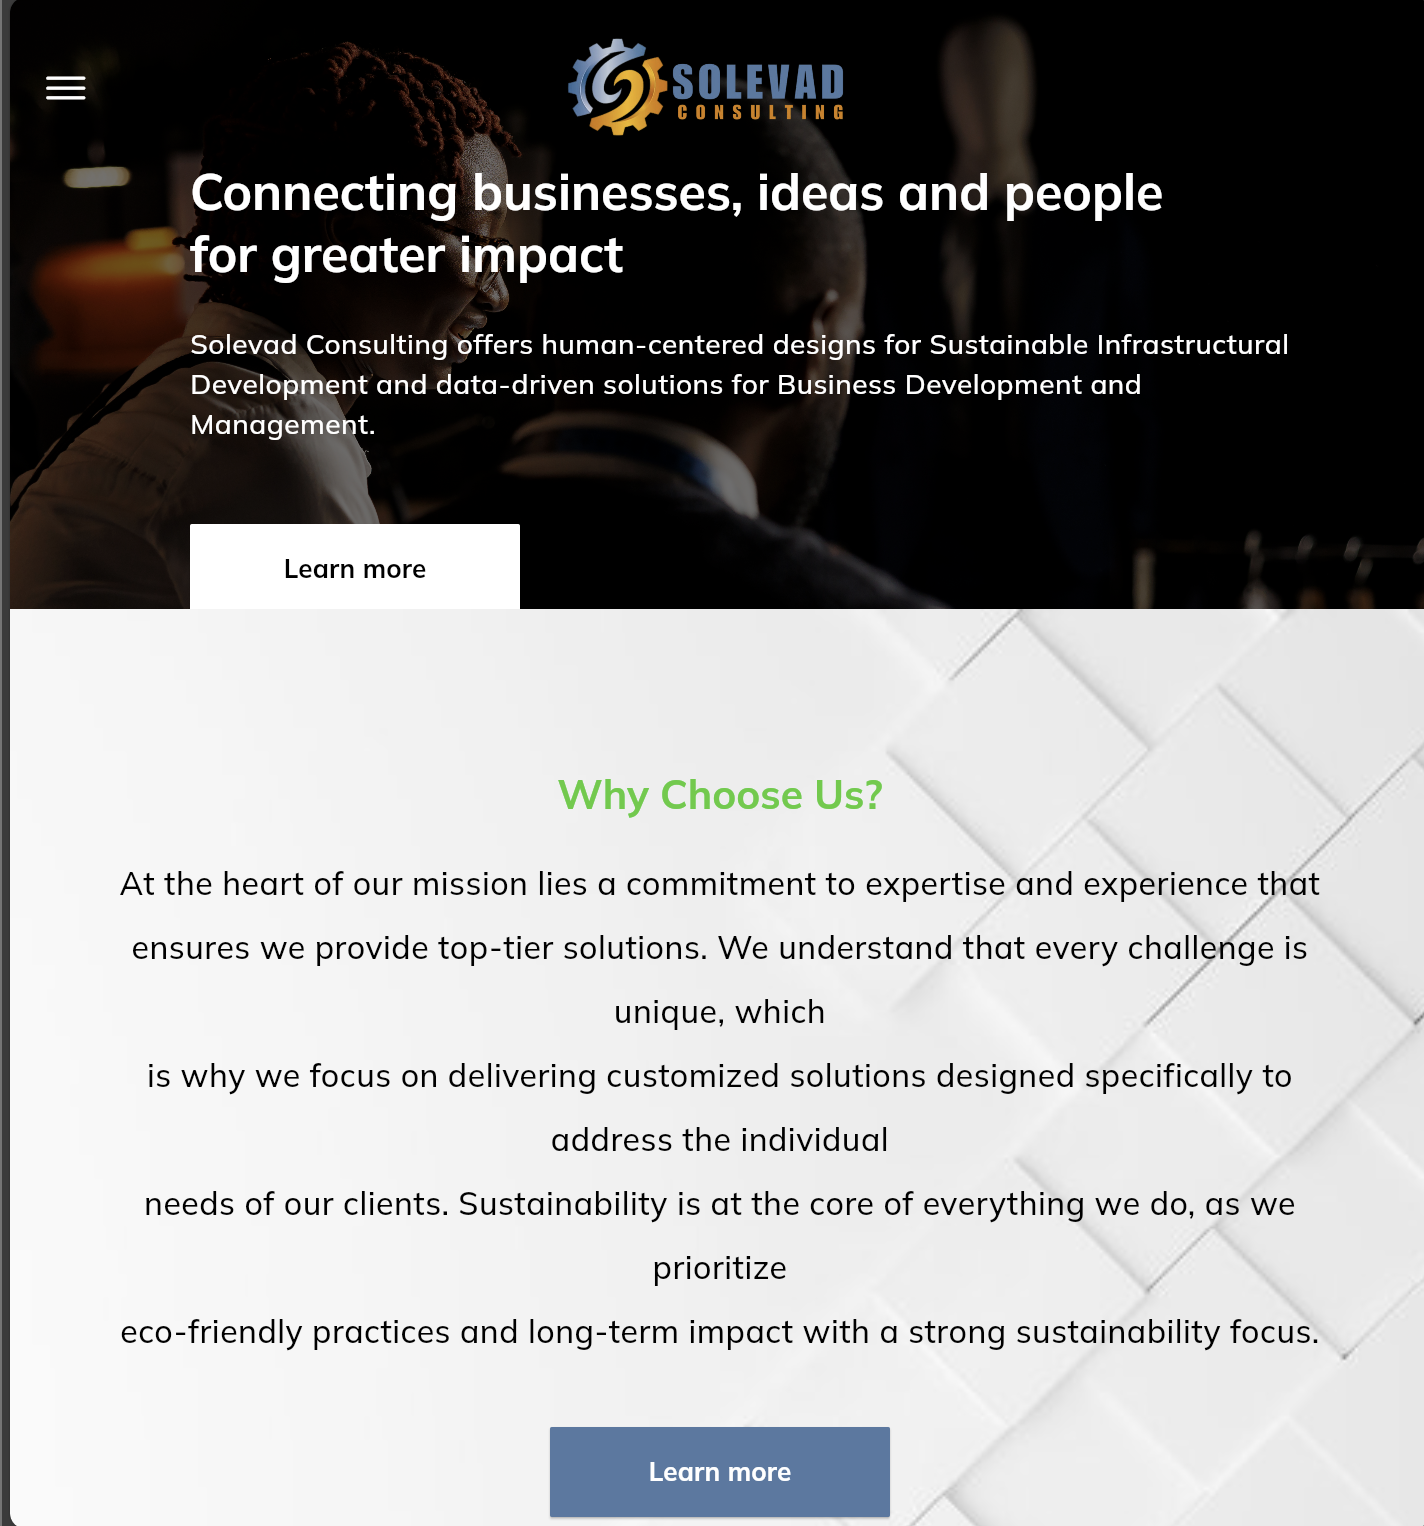 SOLEVAD
CONSULTING
Connecting businesses, ideas and people
for greater impact
Solevad Consulting offers human-centered designs for Sustainable Infrastructural
Development and data-driven solutions for Business Development and
Management.
Learn more
Why Choose Us?
At the heart of our mission lies a commitment to expertise and experience that
ensures we provide top-tier solutions. We understand that every challenge is
unique, which
is why we focus on delivering customized solutions designed specifically to
address the individual
needs of our clients. Sustainability is at the core of everything we do, as we
prioritize
eco-friendly practices and long-term impact with a strong sustainability focus.
Learn more